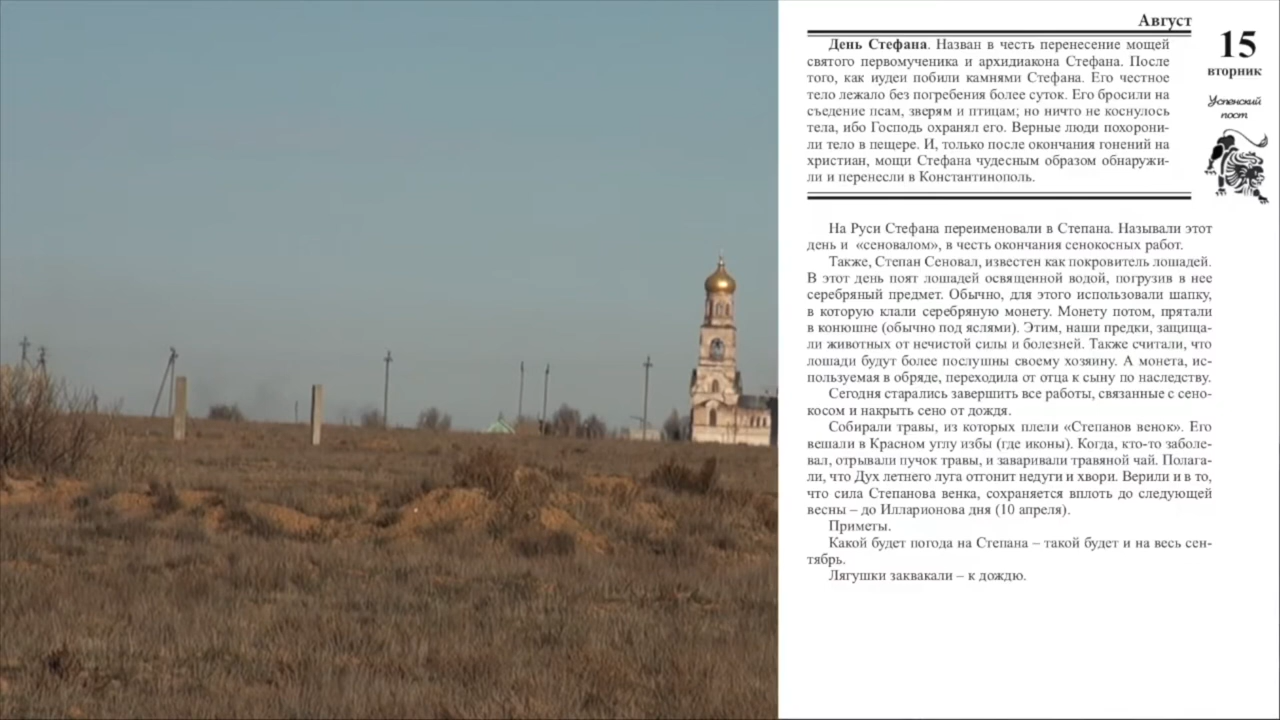 Август
15
вторник
Успенский
пост
День Стефана. Назван в честь перенесение мощей
святого первомученика и архидиакона Стефана. После
того, как иудеи побили камнями Стефана. Его честное
тело лежало без погребения более суток. Его бросили на
съедение псам, зверям и птицам; но ничто не коснулось
тела, ибо Господь охранял его. Верные люди похорони-
ли тело в пещере. И, только после окончания гонений на
христиан, мощи Стефана чудесным образом обнаружи-
ли и перенесли в Константинополь.
На Руси Стефана переименовали в Степана. Называли этот
день и «сеновалом», в честь окончания сенокосных работ.
Также, Степан Сеновал, известен как покровитель лошадей.
В этот день поят лошадей освященной водой, погрузив в нее
серебряный предмет. Обычно, для этого использовали шапку,
в которую клали серебряную монету. Монету потом, прятали
в конюшне (обычно под яслями). Этим, наши предки, защища-
ли животных от нечистой силы и болезней. Также считали, что
лошади будут более послушны своему хозяину. А монета, ис-
пользуемая в обряде, переходила от отца к сыну по наследству.
Сегодня старались завершить все работы, связанные с сено-
косом и накрыть сено от дождя.
Собирали травы, из которых плели «Степанов венок». Его
вешали в Красном углу избы (где иконы). Когда, кто-то заболе-
вал, отрывали пучок травы, и заваривали травяной чай. Полага-
ли, что Дух летнего луга отгонит недуги и хвори. Верили и в то,
что сила Степанова венка, сохраняется вплоть до следующей
весны – до Илларионова дня (10 апреля).
Приметы.
Какой будет погода на Степана – такой будет и на весь сен-
тябрь.
Лягушки заквакали – к дождю.